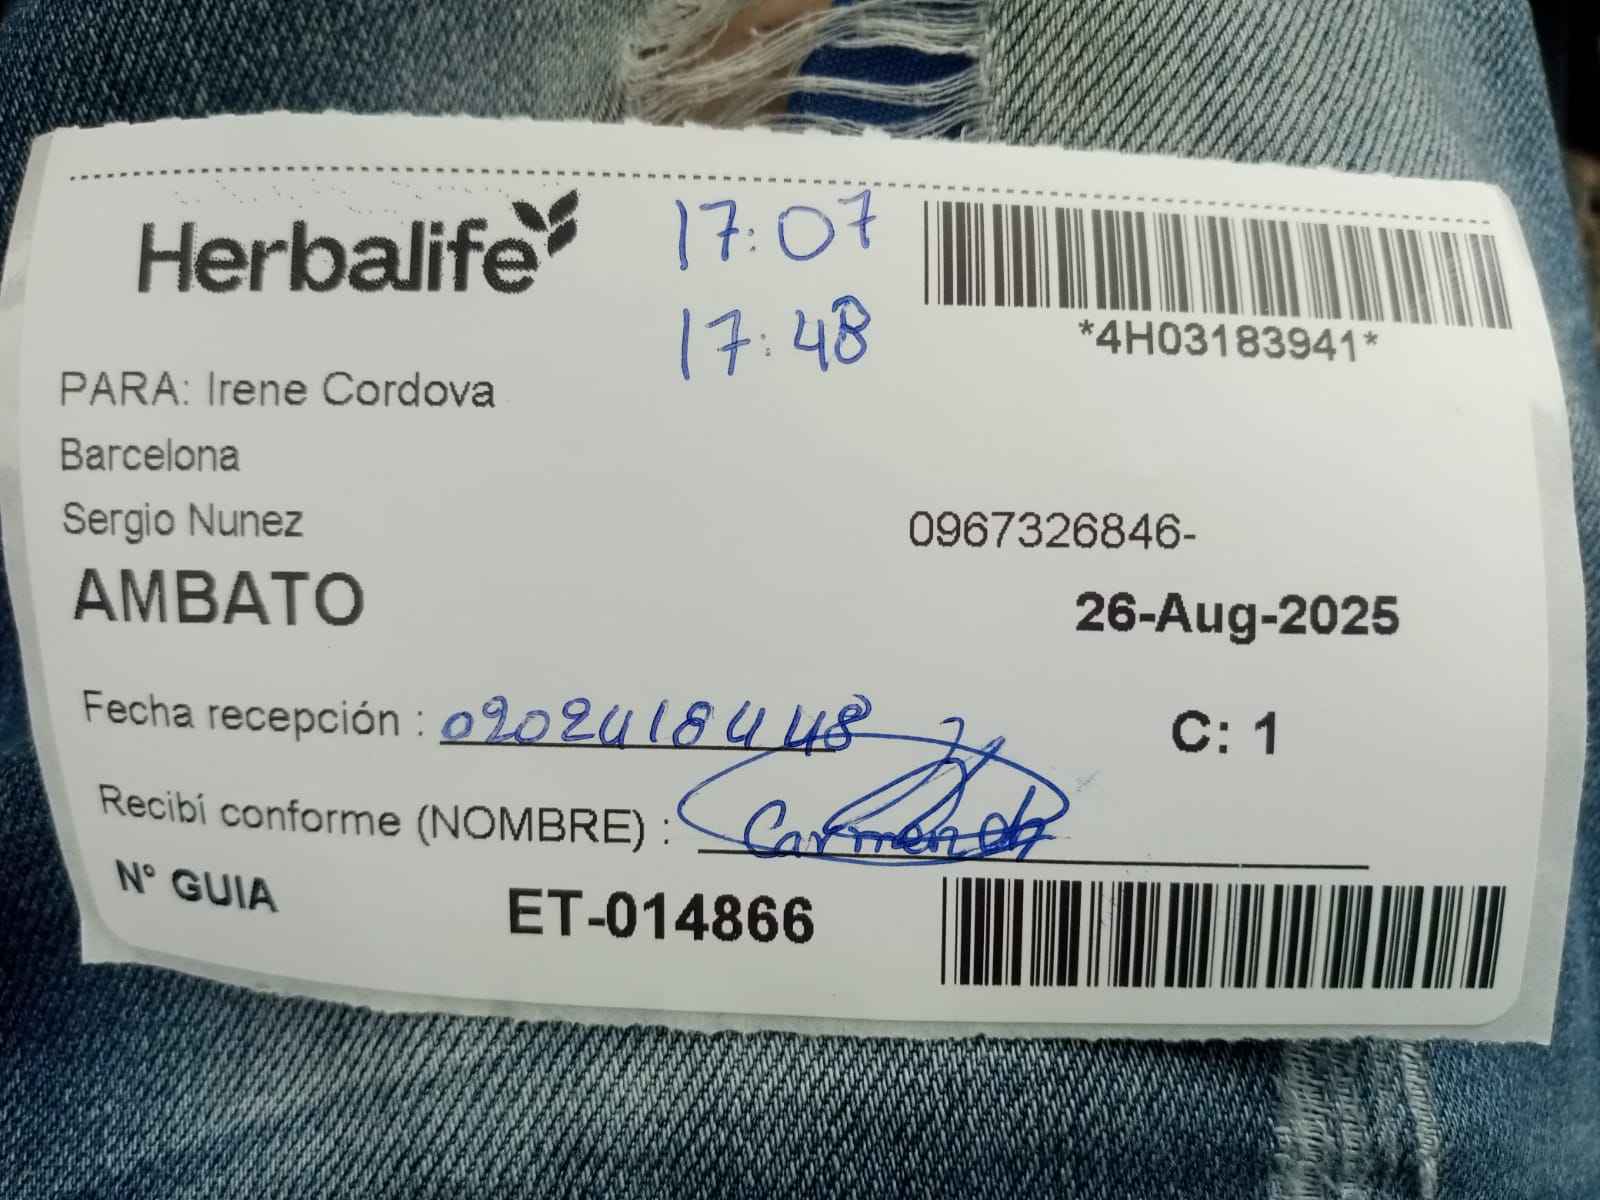 Herbalife
17:07
17:48
*4H03183941*
PARA: Irene Cordova
Barcelona
Sergio Nunez
0967326846-
AMBATO
26-Aug-2025
Fecha recepción : 0202418448
C: 1
Recibí conforme (NOMBRE) : Carmen
N° GUIA
ET-014866